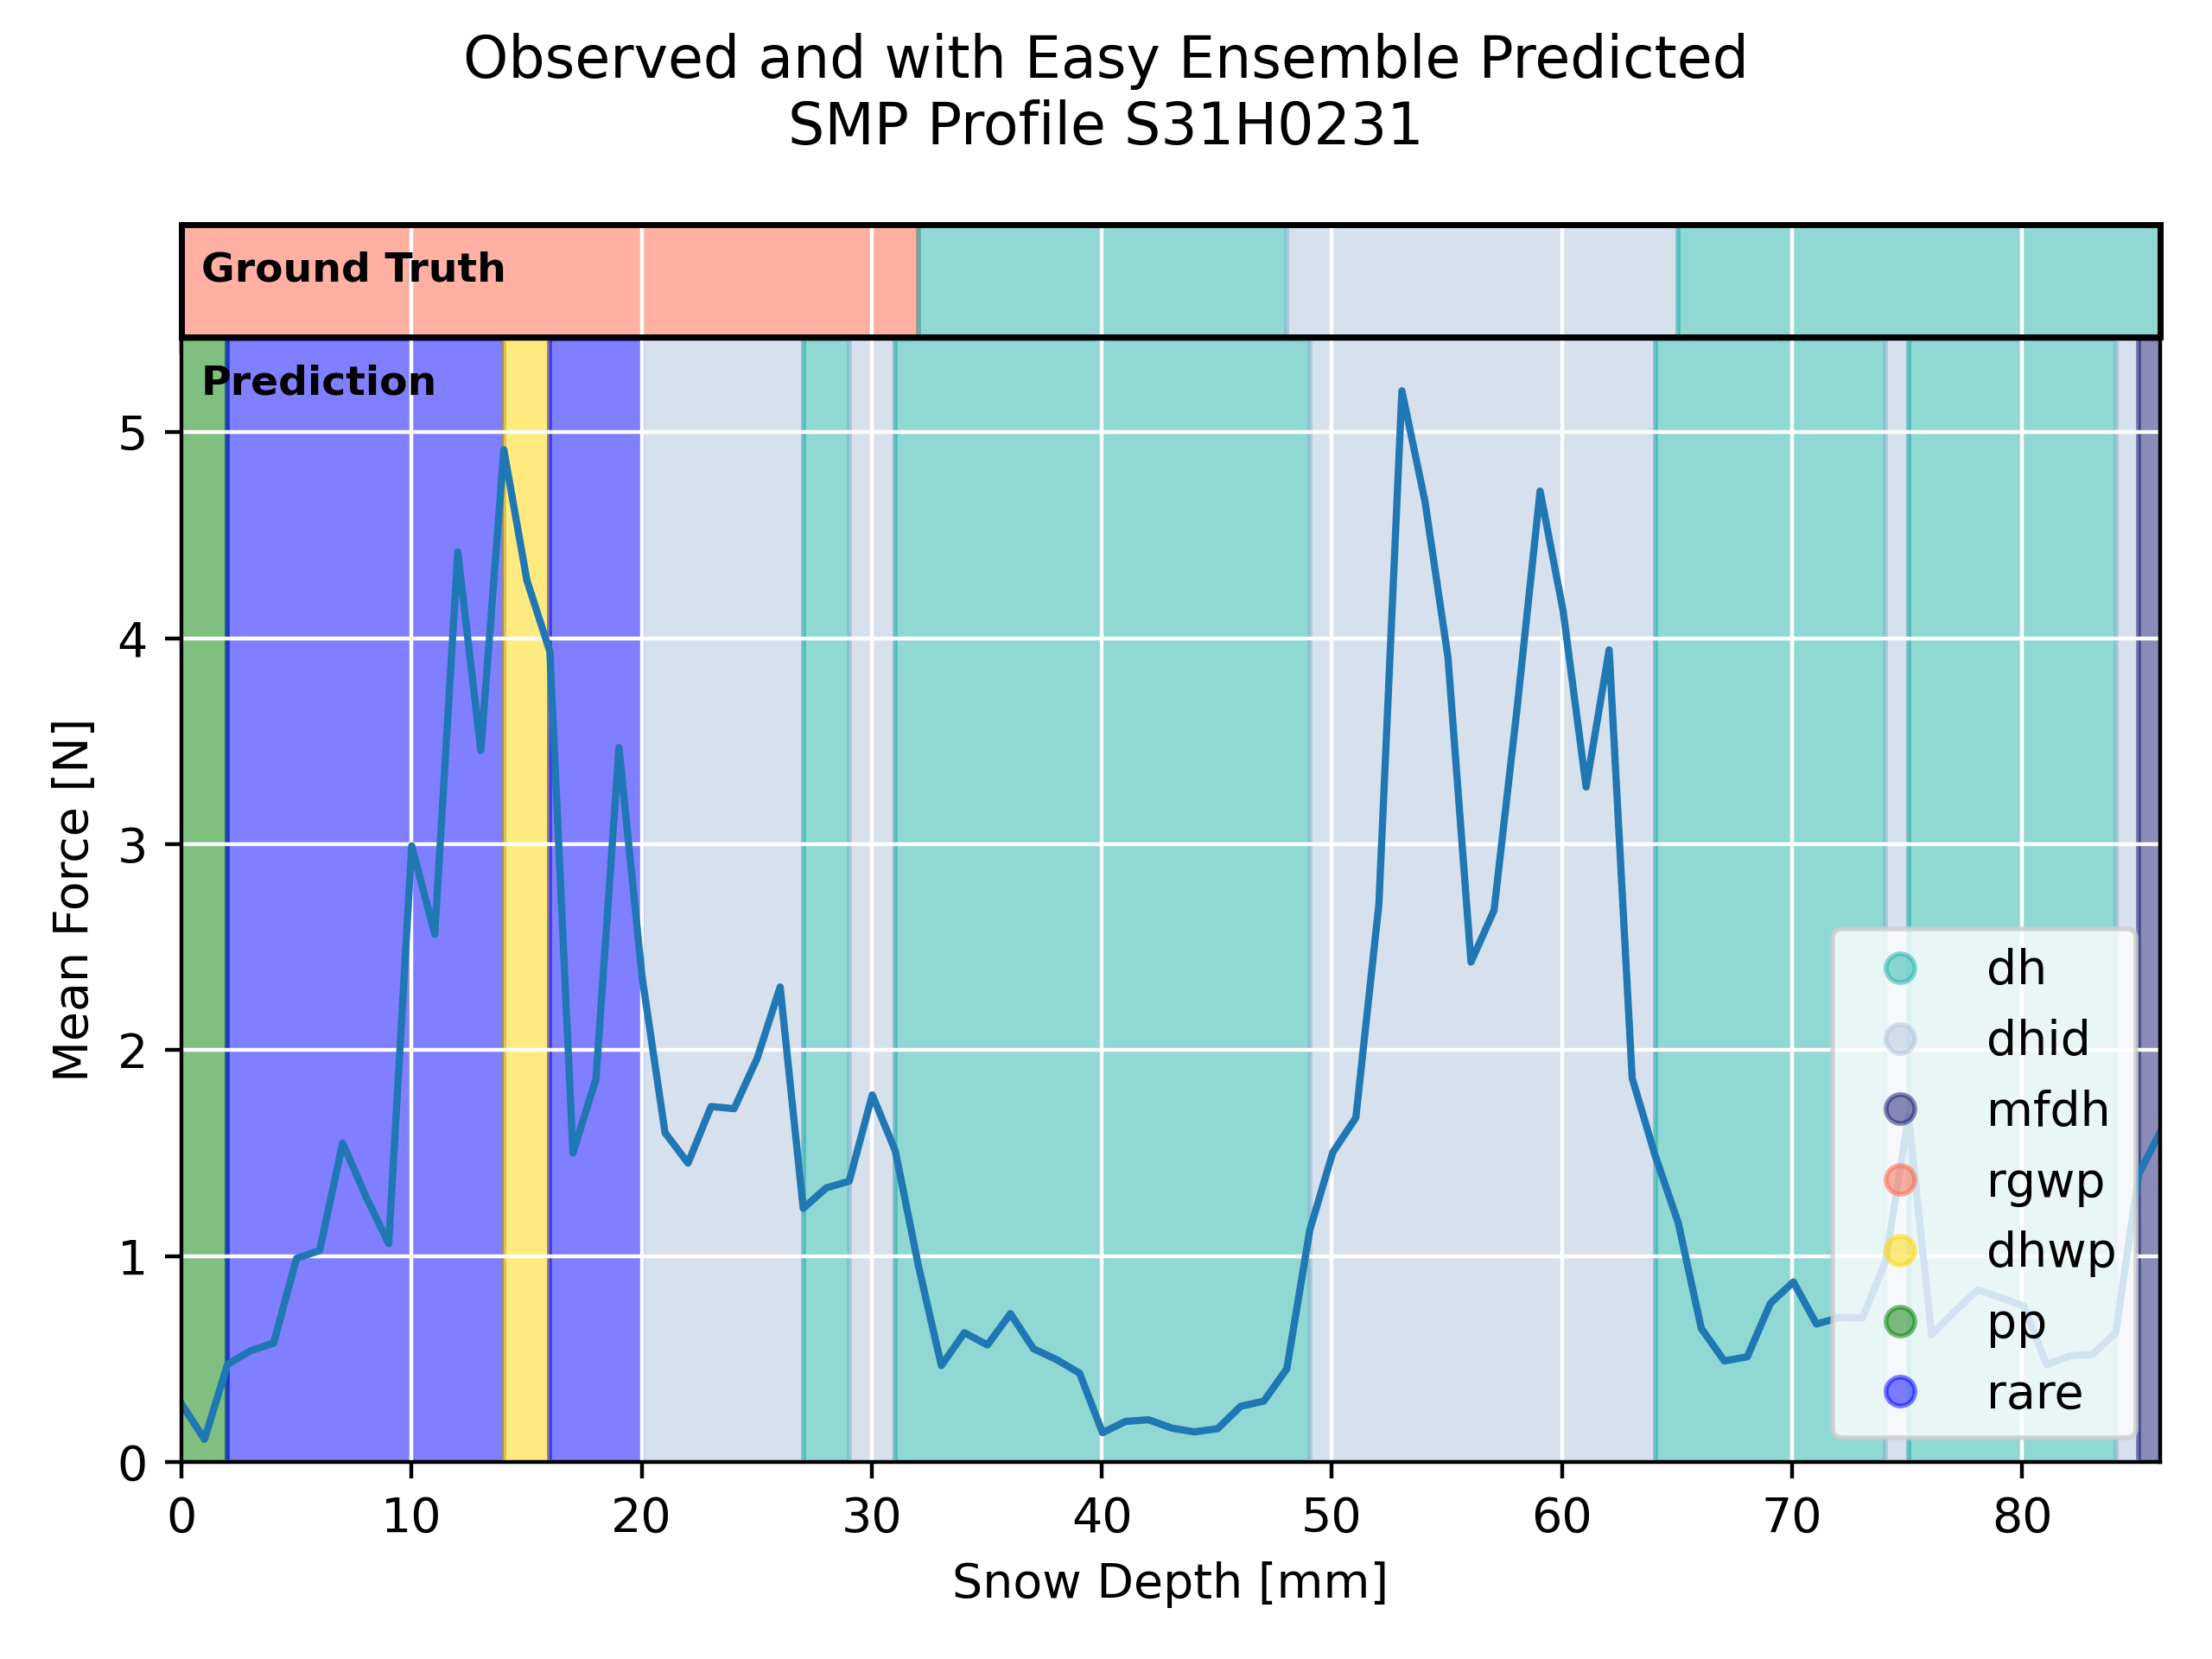 Observed and with Easy Ensemble Predicted
SMP Profile S31H0231
Ground Truth
Prediction
5
4
3
2
1
0
Mean Force [N]
0 10 20 30 40 50 60 70 80
Snow Depth [mm]
dh
dhid
mfdh
rgwp
dhwp
pp
rare